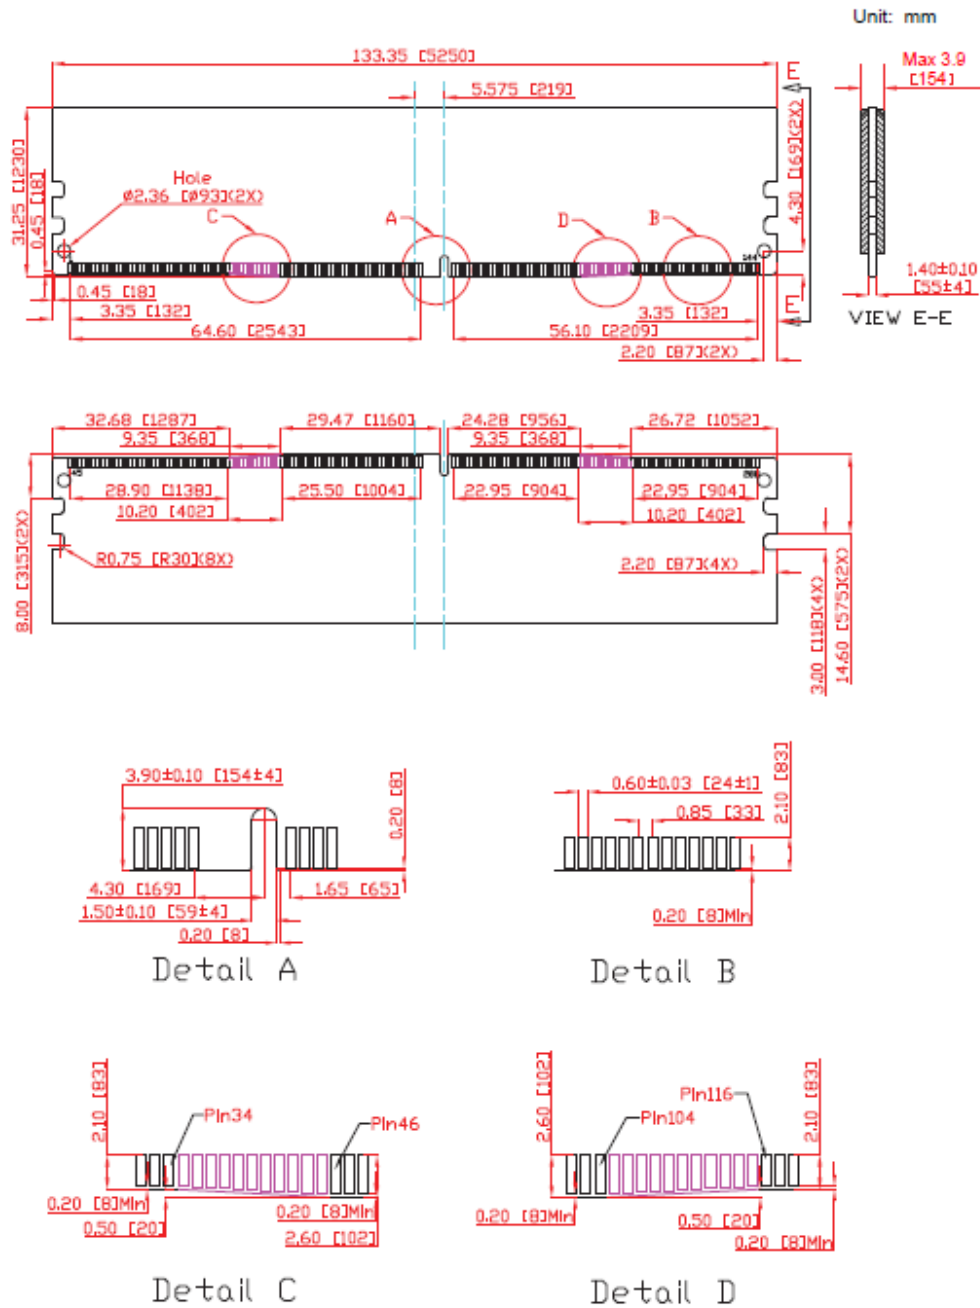 Unit: mm
133.35 [5250]
E
Max 3.9
[154]
5.575 [219]
31.25 [1230]
0.45 [18]
Hole
Ø2.36 [Ø93](2X)
C
A
D
B
4.30 [169](2X)
144
0.45 [18]
3.35 [132]
64.60 [2543]
56.10 [2209]
3.35 [132]
2.20 [87](2X)
E
1.40±0.10
[55±4]
VIEW E-E
32.68 [1287]
29.47 [1160]
24.28 [956]
26.72 [1052]
9.35 [368]
9.35 [368]
28.90 [1138]
25.50 [1004]
22.95 [904]
22.95 [904]
10.20 [402]
10.20 [402]
8.00 [315](2X)
R0.75 [R30](8X)
2.20 [87](4X)
3.00 [118](4X)
14.60 [575](2X)
3.90±0.10 [154±4]
0.20 [8]
4.30 [169]
1.65 [65]
1.50±0.10 [59±4]
0.20 [8]
Detail A
0.60±0.03 [24±1]
0.85 [33]
2.10 [83]
0.20 [8]Min
Detail B
2.10 [83]
Pin34
Pin46
0.20 [8]Min
0.50 [20]
0.20 [8]Min
2.60 [102]
Detail C
2.60 [102]
Pin104
Pin116
2.10 [83]
0.20 [8]Min
0.50 [20]
0.20 [8]Min
Detail D